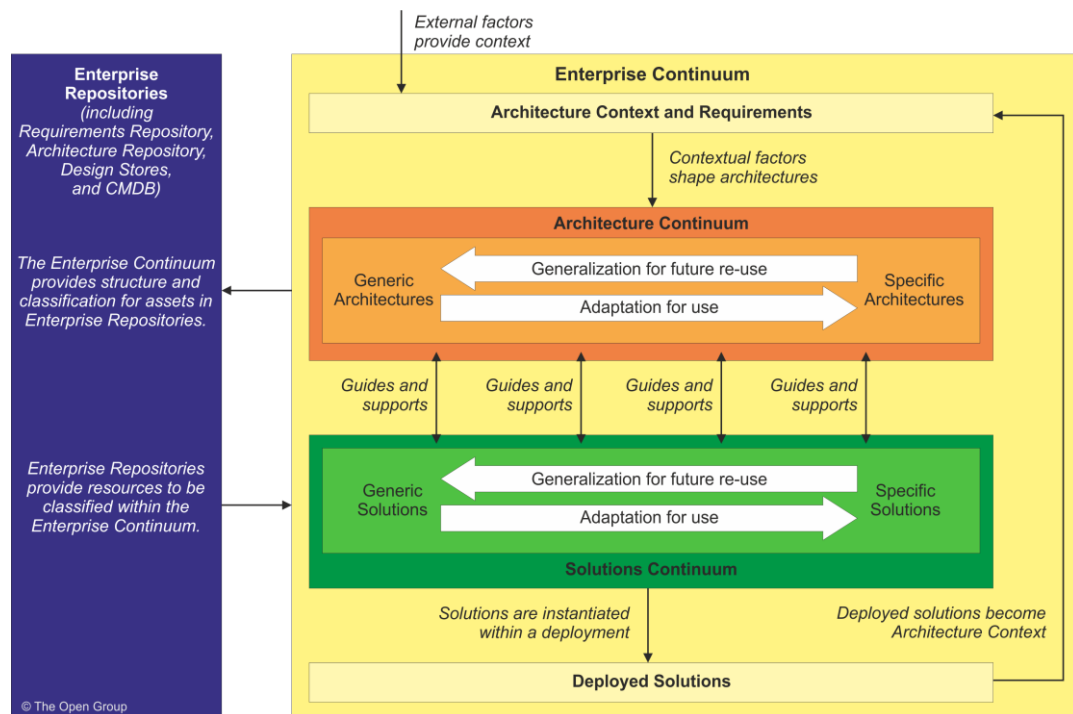 External factors
provide context
Enterprise
Repositories
(including
Requirements Repository,
Architecture Repository,
Design Stores,
and CMDB)
The Enterprise Continuum
provides structure and
classification for assets in
Enterprise Repositories.
Enterprise Repositories
provide resources to be
classified within the
Enterprise Continuum.
© The Open Group
Enterprise Continuum
Architecture Context and Requirements
Contextual factors
shape architectures
Architecture Continuum
Generic
Architectures
Generalization for future re-use
Adaptation for use
Specific
Architectures
Guides and
supports
Guides and
supports
Guides and
supports
Guides and
supports
Generic
Solutions
Generalization for future re-use
Adaptation for use
Specific
Solutions
Solutions Continuum
Solutions are instantiated
within a deployment
Deployed solutions become
Architecture Context
Deployed Solutions